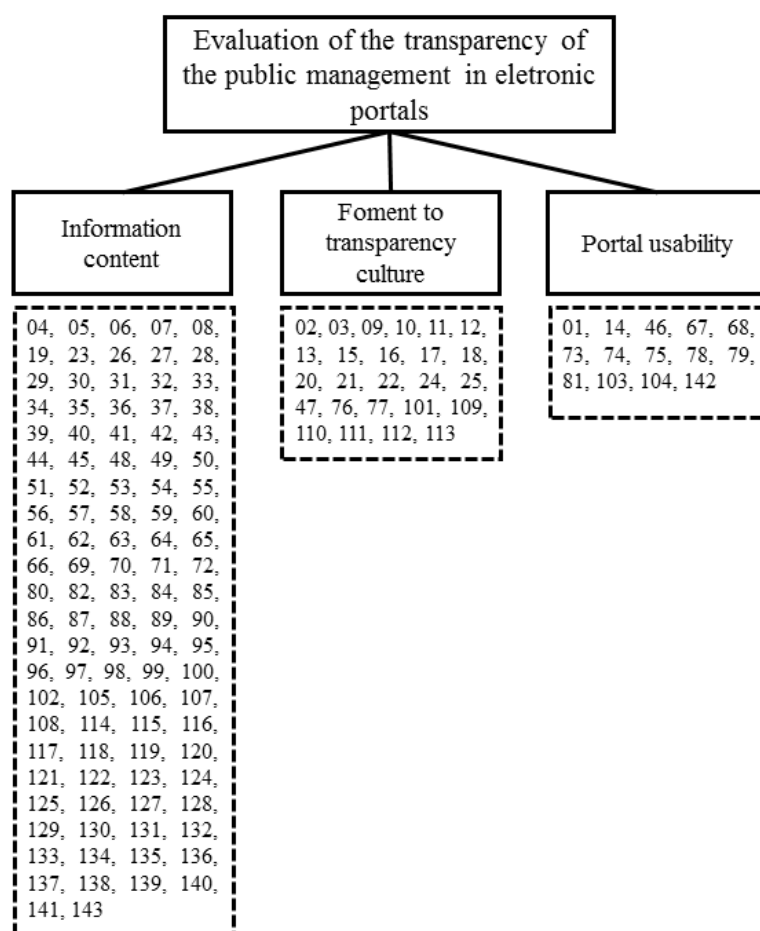 Evaluation of the transparency of
the public management in eletronic
portals
Information
content
Foment to
transparency
culture
Portal usability
04, 05, 06, 07, 08,
19, 23, 26, 27, 28,
29, 30, 31, 32, 33,
34, 35, 36, 37, 38,
39, 40, 41, 42, 43,
44, 45, 48, 49, 50,
51, 52, 53, 54, 55,
56, 57, 58, 59, 60,
61, 62, 63, 64, 65,
66, 69, 70, 71, 72,
80, 82, 83, 84, 85,
86, 87, 88, 89, 90,
91, 92, 93, 94, 95,
96, 97, 98, 99, 100,
102, 105, 106, 107,
108, 114, 115, 116,
117, 118, 119, 120,
121, 122, 123, 124,
125, 126, 127, 128,
129, 130, 131, 132,
133, 134, 135, 136,
137, 138, 139, 140,
141, 143
02, 03, 09, 10, 11, 12,
13, 15, 16, 17, 18,
20, 21, 22, 24, 25,
47, 76, 77, 101, 109,
110, 111, 112, 113
01, 14, 46, 67, 68,
73, 74, 75, 78, 79,
81, 103, 104, 142